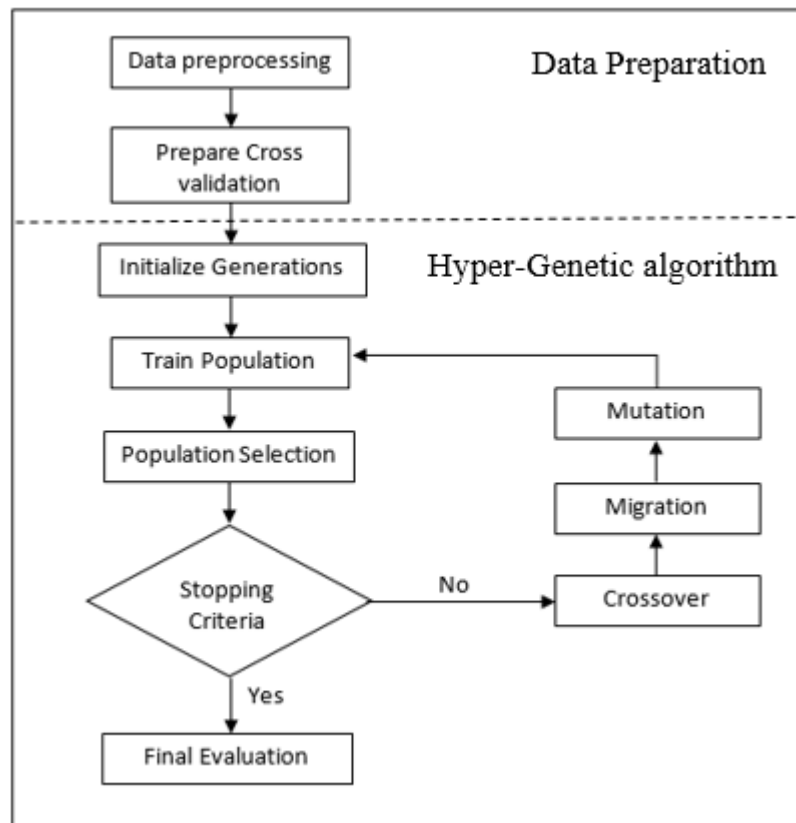 Data preprocessing
Data Preparation
Prepare Cross
validation
Initialize Generations
Hyper-Genetic algorithm
Train Population
Mutation
Population Selection
Migration
Stopping
Criteria
No
Crossover
Yes
Final Evaluation